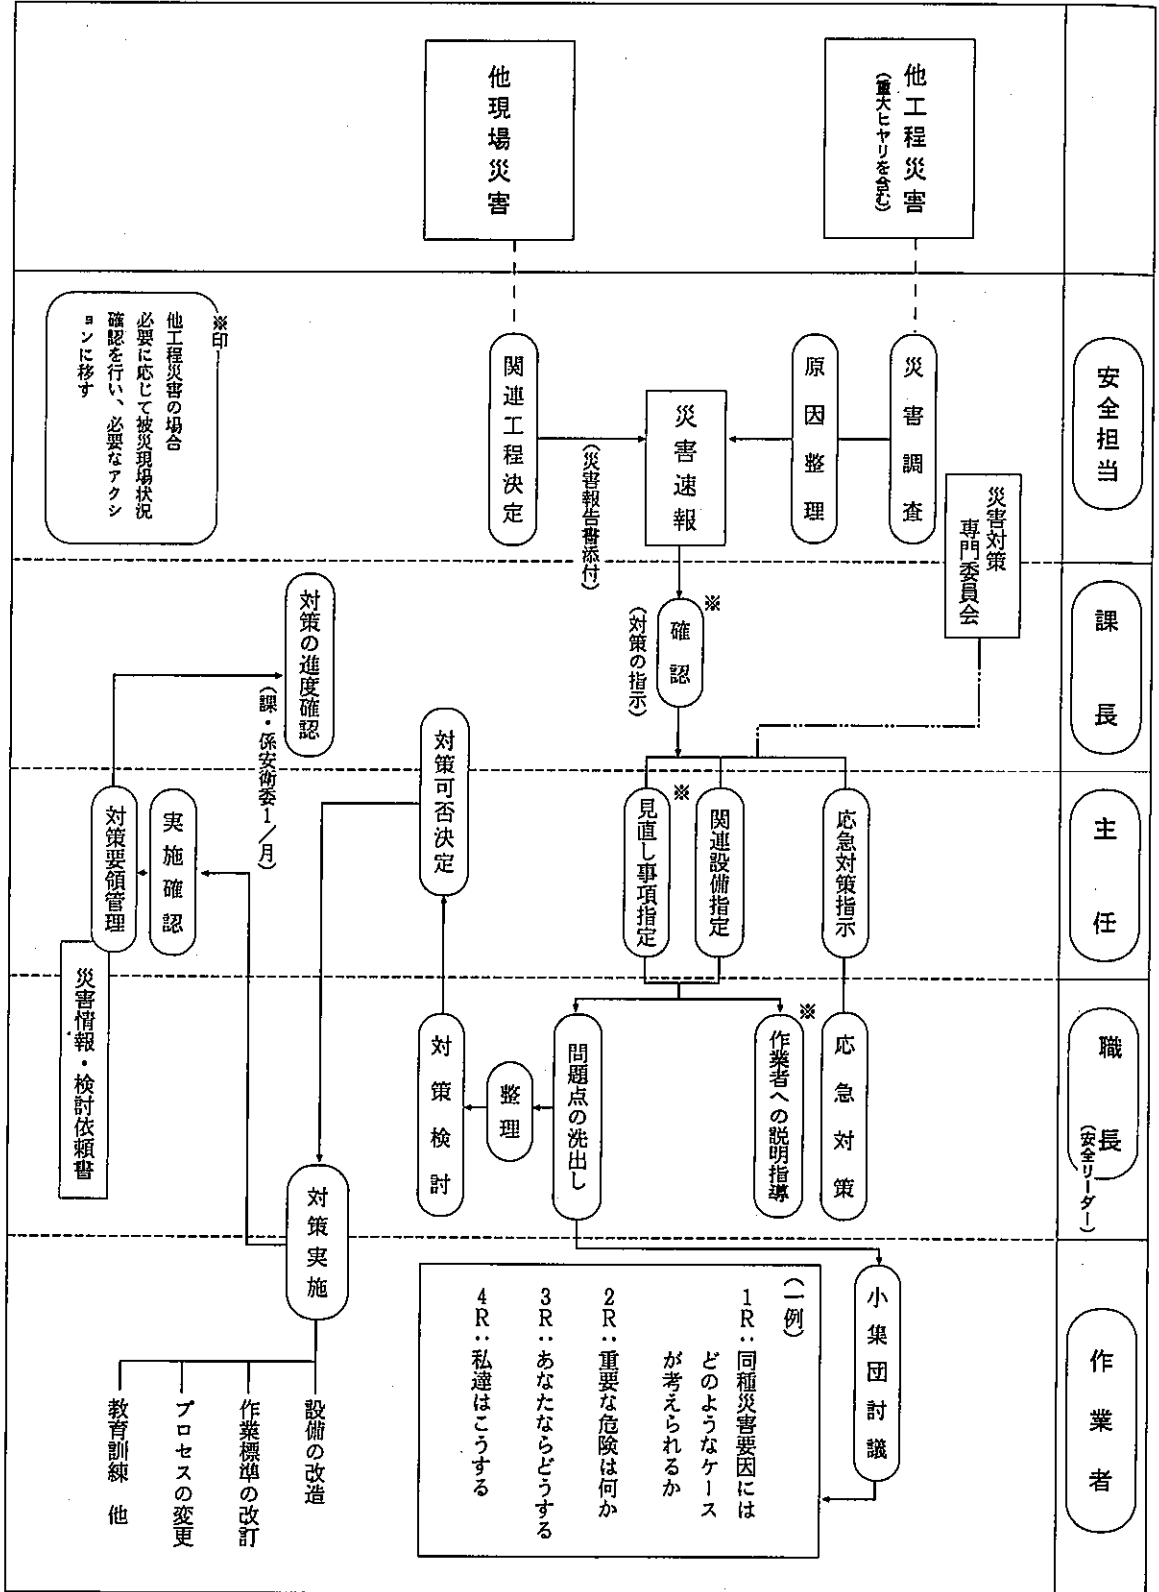 安全担当
課長
主任
職長
(安全リーダー)
作業者
他工程災害
(重大ヒヤリを含む)
他現場災害
災害調査
原因整理
災害速報
関連工程決定
(災害報告書添付)
※印
他工程災害の場合
必要に応じて被災現場状況
確認を行い、必要なアクシ
ョンに移す
災害対策
専門委員会
※
確認
(対策の指示)
対策の進度確認
(課・係安衛委1/月)
応急対策指示
関連設備指定
※
見直し事項指定
対策可否決定
実施確認
対策要領管理
応急対策
※
作業者への説明指導
問題点の洗出し
整理
対策検討
災害情報・検討依頼書
小集団討議
(一例)
1R:同種災害要因には
どのようなケース
が考えられるか
2R:重要な危険は何か
3R:あなたならどうする
4R:私達はこうする
対策実施
設備の改造
作業標準の改訂
プロセスの変更
教育訓練 他